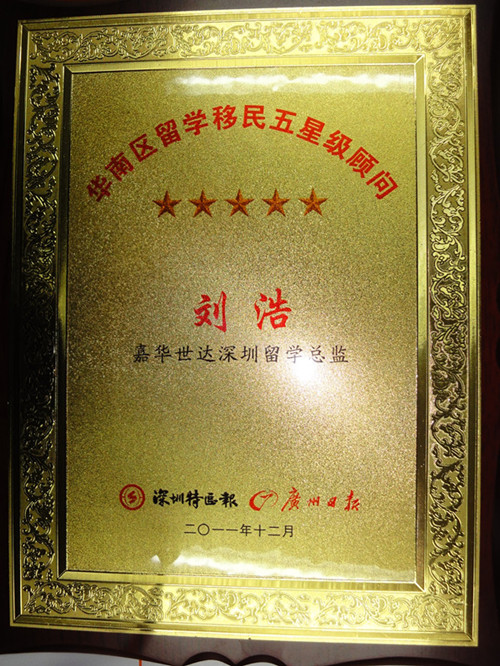 华南区留学移民五星级顾问
刘浩
嘉华世达深圳留学总监
深圳特区報 廣州日报
二〇一一年十二月